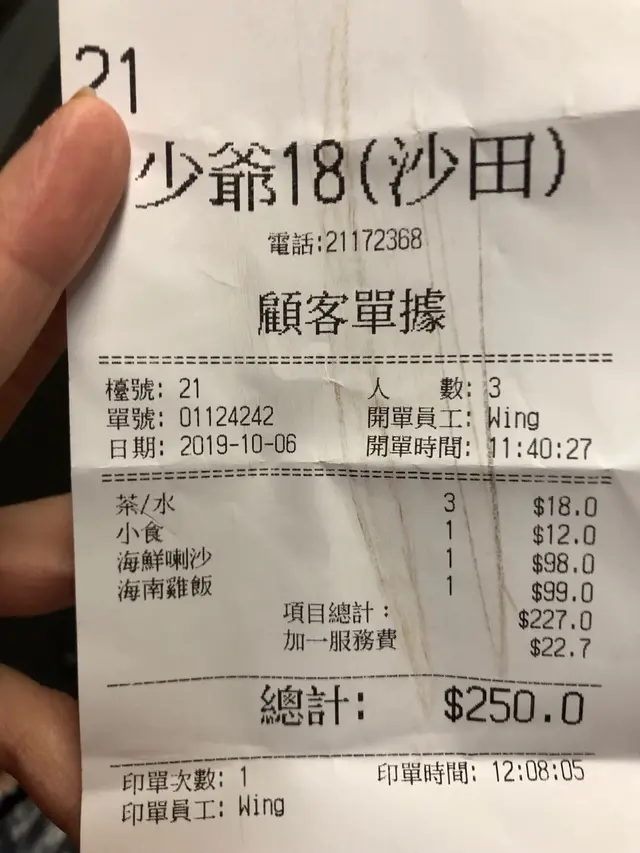 21
少爺18(沙田)
電話:21172368
顧客單據
檯號: 21 人 數: 3
單號: 01124242 開單員工: Wing
日期: 2019-10-06 開單時間: 11:40:27
茶/水 3 $18.0
小食 1 $12.0
海鮮喇沙 1 $98.0
海南雞飯 1 $99.0
項目總計: $227.0
加一服務費 $22.7
總計: $250.0
印單次數: 1 印單時間: 12:08:05
印單員工: Wing